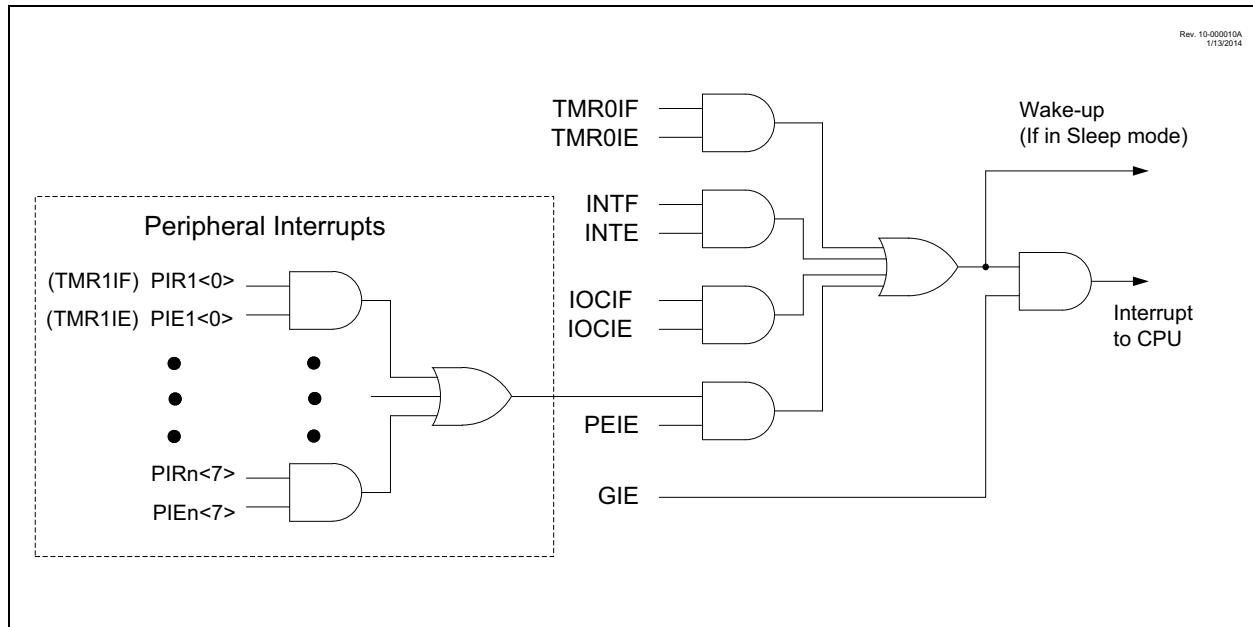 Rev. 10-000010A
1/13/2014
TMR0IF
TMR0IE
Wake-up
(If in Sleep mode)
INTF
INTE
Peripheral Interrupts
(TMR1IF) PIR1<0>
(TMR1IE) PIE1<0>
IOCIF
IOCIE
Interrupt
to CPU
PEIE
PIRn<7>
PIEn<7>
GIE